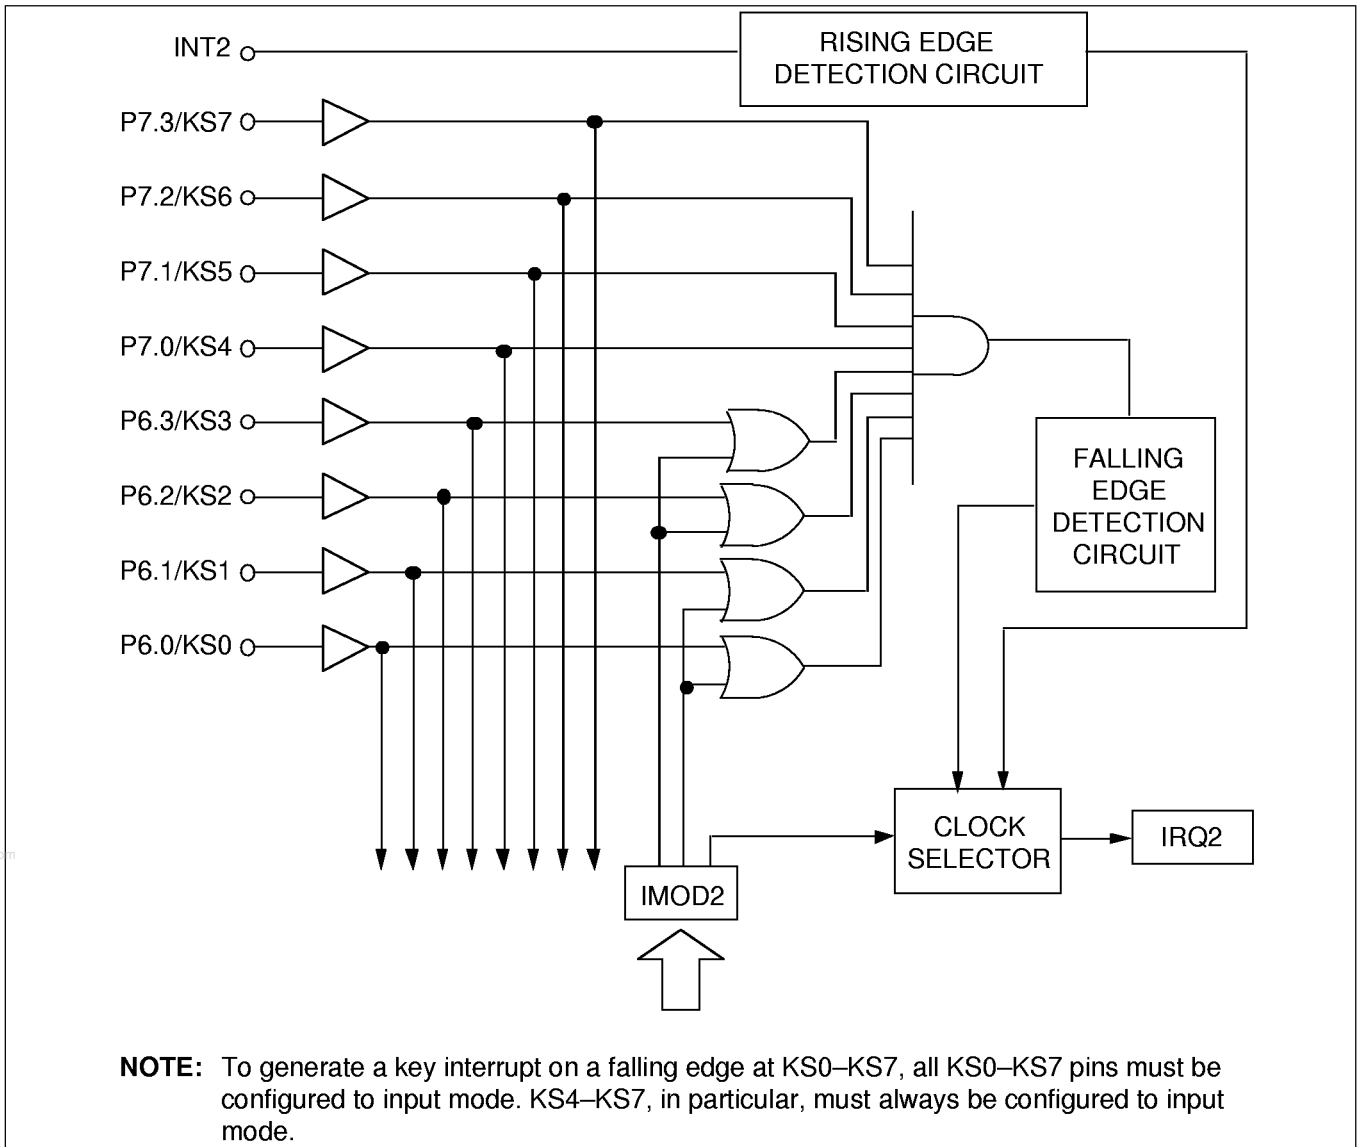 INT2
RISING EDGE
DETECTION CIRCUIT
P7.3/KS7
P7.2/KS6
P7.1/KS5
P7.0/KS4
P6.3/KS3
P6.2/KS2
P6.1/KS1
P6.0/KS0
FALLING
EDGE
DETECTION
CIRCUIT
CLOCK
SELECTOR
IRQ2
IMOD2
om
NOTE: To generate a key interrupt on a falling edge at KS0–KS7, all KS0–KS7 pins must be
configured to input mode. KS4–KS7, in particular, must always be configured to input
mode.